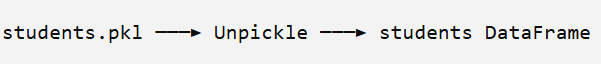 students.pkl ───► Unpickle ───► students DataFrame